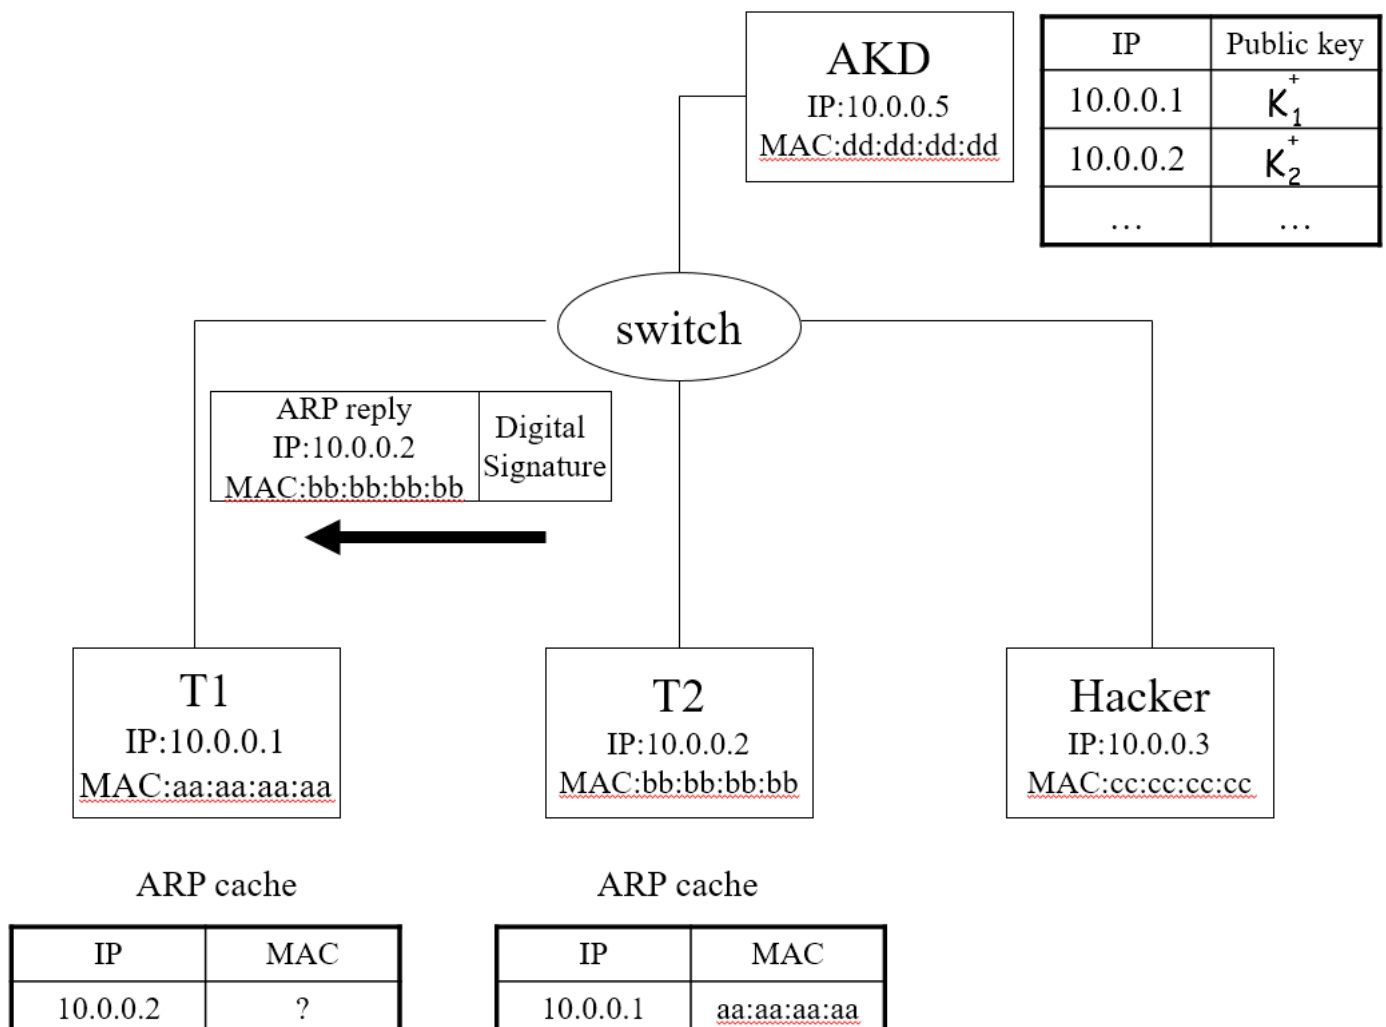 AKD
IP:10.0.0.5
MAC:dd:dd:dd:dd
IP Public key
10.0.0.1 K₁⁺
10.0.0.2 K₂⁺
... ...
switch
ARP reply
IP:10.0.0.2
MAC:bb:bb:bb:bb
Digital
Signature
T1
IP:10.0.0.1
MAC:aa:aa:aa:aa
T2
IP:10.0.0.2
MAC:bb:bb:bb:bb
Hacker
IP:10.0.0.3
MAC:cc:cc:cc:cc
ARP cache
IP MAC
10.0.0.2 ?
ARP cache
IP MAC
10.0.0.1 aa:aa:aa:aa